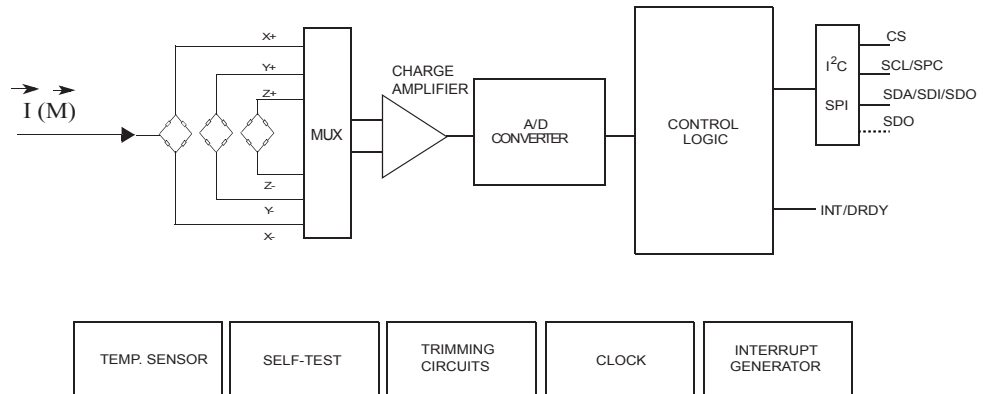 X+
Y+
Z+
I (M)
MUX
Z-
Y-
X-
CHARGE
AMPLIFIER
A/D
CONVERTER
CONTROL
LOGIC
I²C
SPI
CS
SCL/SPC
SDA/SDI/SDO
SDO
INT/DRDY
TEMP. SENSOR
SELF-TEST
TRIMMING
CIRCUITS
CLOCK
INTERRUPT
GENERATOR